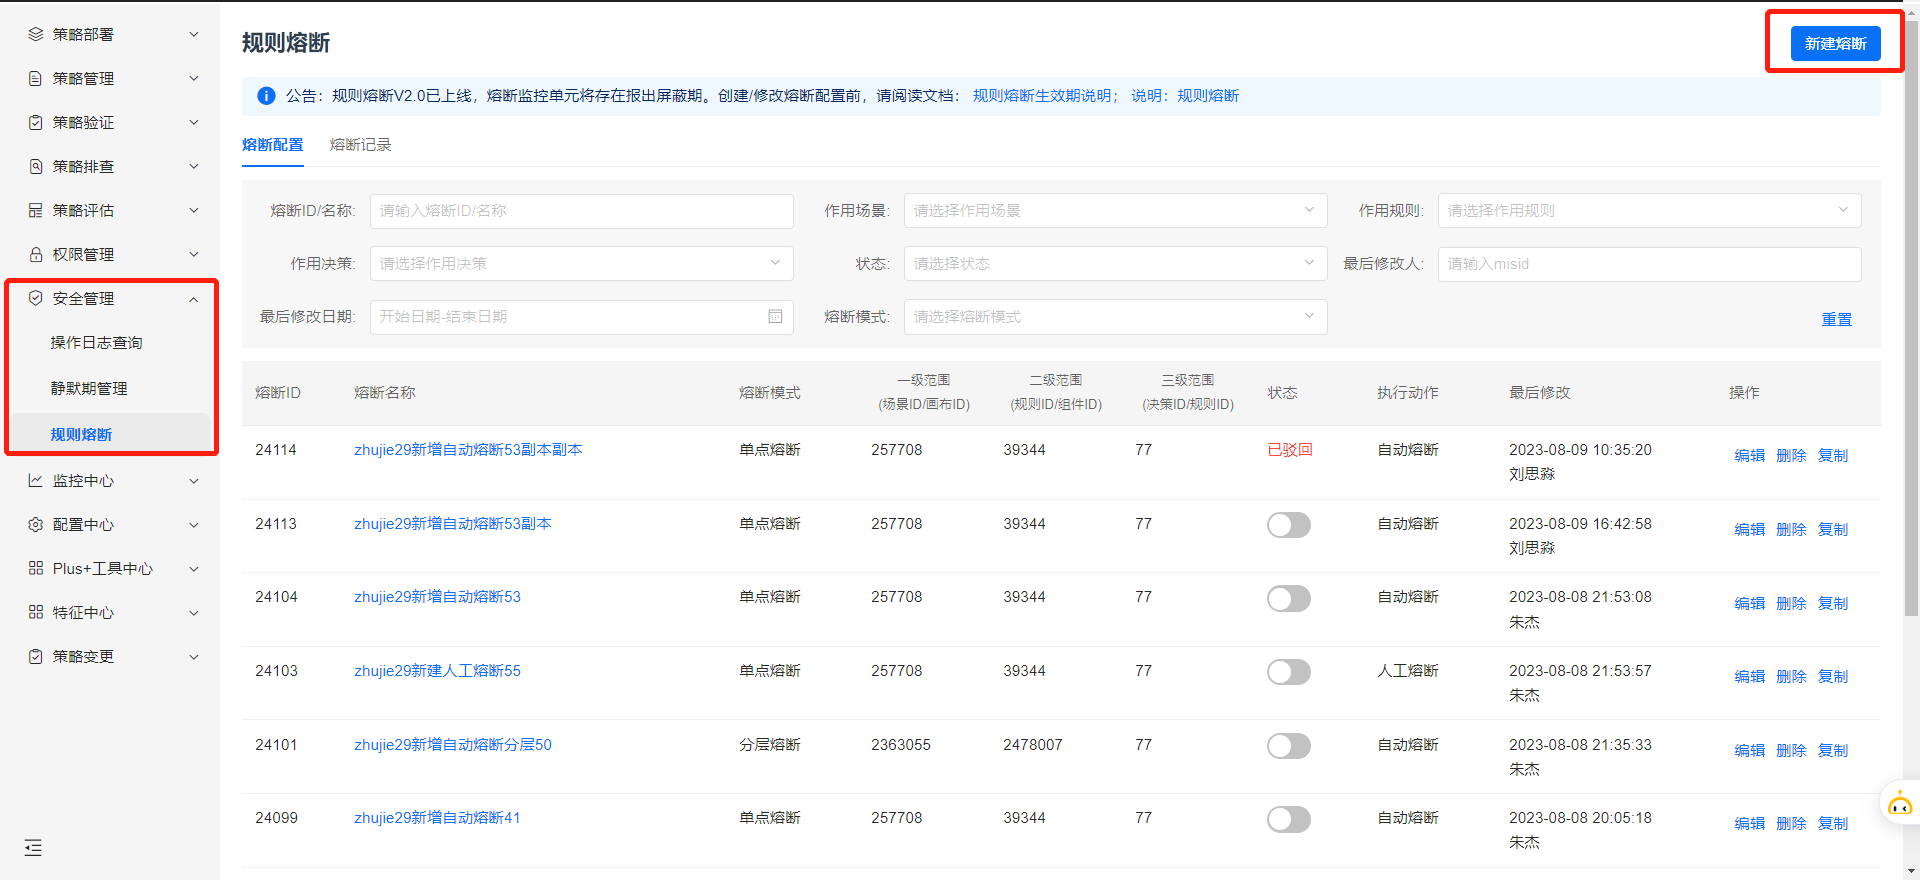 策略部署
策略管理
策略验证
策略排查
策略评估
权限管理
安全管理
操作日志查询
静默期管理
规则熔断
监控中心
配置中心
Plus+工具中心
特征中心
策略变更
规则熔断
新建熔断
公告：规则熔断V2.0已上线，熔断监控单元将存在报出屏蔽期。创建/修改熔断配置前，请阅读文档： 规则熔断生效期说明； 说明：规则熔断
熔断配置 熔断记录
熔断ID/名称: 请输入熔断ID/名称 作用场景: 请选择作用场景 作用规则: 请选择作用规则
作用决策: 请选择作用决策 状态: 请选择状态 最后修改人: 请输入misid
最后修改日期: 开始日期-结束日期 熔断模式: 请选择熔断模式 重置
熔断ID 熔断名称 熔断模式 一级范围 (场景ID/画布ID) 二级范围 (规则ID/组件ID) 三级范围 (决策ID/规则ID) 状态 执行动作 最后修改 操作
24114 zhujie29新增自动熔断53副本副本 单点熔断 257708 39344 77 已驳回 自动熔断 2023-08-09 10:35:20 编辑 删除 复制
刘思淼
24113 zhujie29新增自动熔断53副本 单点熔断 257708 39344 77 自动熔断 2023-08-09 16:42:58 编辑 删除 复制
刘思淼
24104 zhujie29新增自动熔断53 单点熔断 257708 39344 77 自动熔断 2023-08-08 21:53:08 编辑 删除 复制
朱杰
24103 zhujie29新建人工熔断55 单点熔断 257708 39344 77 人工熔断 2023-08-08 21:53:57 编辑 删除 复制
朱杰
24101 zhujie29新增自动熔断分层50 分层熔断 2363055 2478007 77 自动熔断 2023-08-08 21:35:33 编辑 删除 复制
朱杰
24099 zhujie29新增自动熔断41 单点熔断 257708 39344 77 自动熔断 2023-08-08 20:05:18 编辑 删除 复制
朱杰